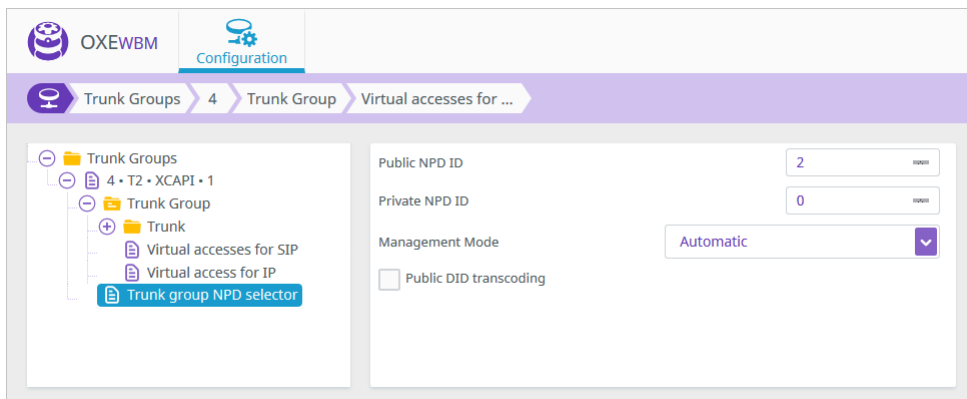 OXEWBM
Configuration
Trunk Groups
4
Trunk Group
Virtual accesses for ...
Trunk Groups
4 • T2 • XCAPI • 1
Trunk Group
Trunk
Virtual accesses for SIP
Virtual access for IP
Trunk group NPD selector
Public NPD ID
2
Private NPD ID
0
Management Mode
Automatic
Public DID transcoding